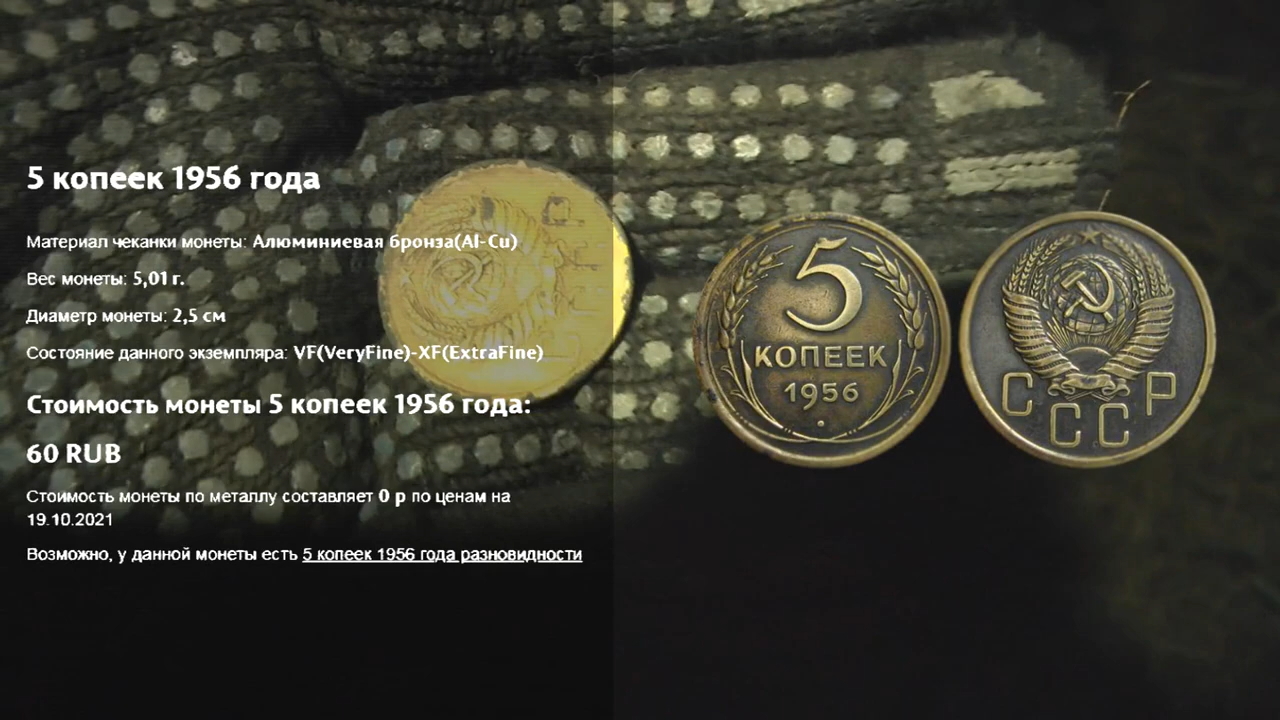 5 копеек 1956 года
Материал чеканки монеты: Алюминиевая бронза(Al-Cu)
Вес монеты: 5,01 г.
Диаметр монеты: 2,5 см
Состояние данного экземпляра: VF(VeryFine)-XF(ExtraFine)
Стоимость монеты 5 копеек 1956 года:
60 RUB
Стоимость монеты по металлу составляет 0 р по ценам на
19.10.2021
Возможно, у данной монеты есть 5 копеек 1956 года разновидности
5
КОПЕЕК
1956
СССР